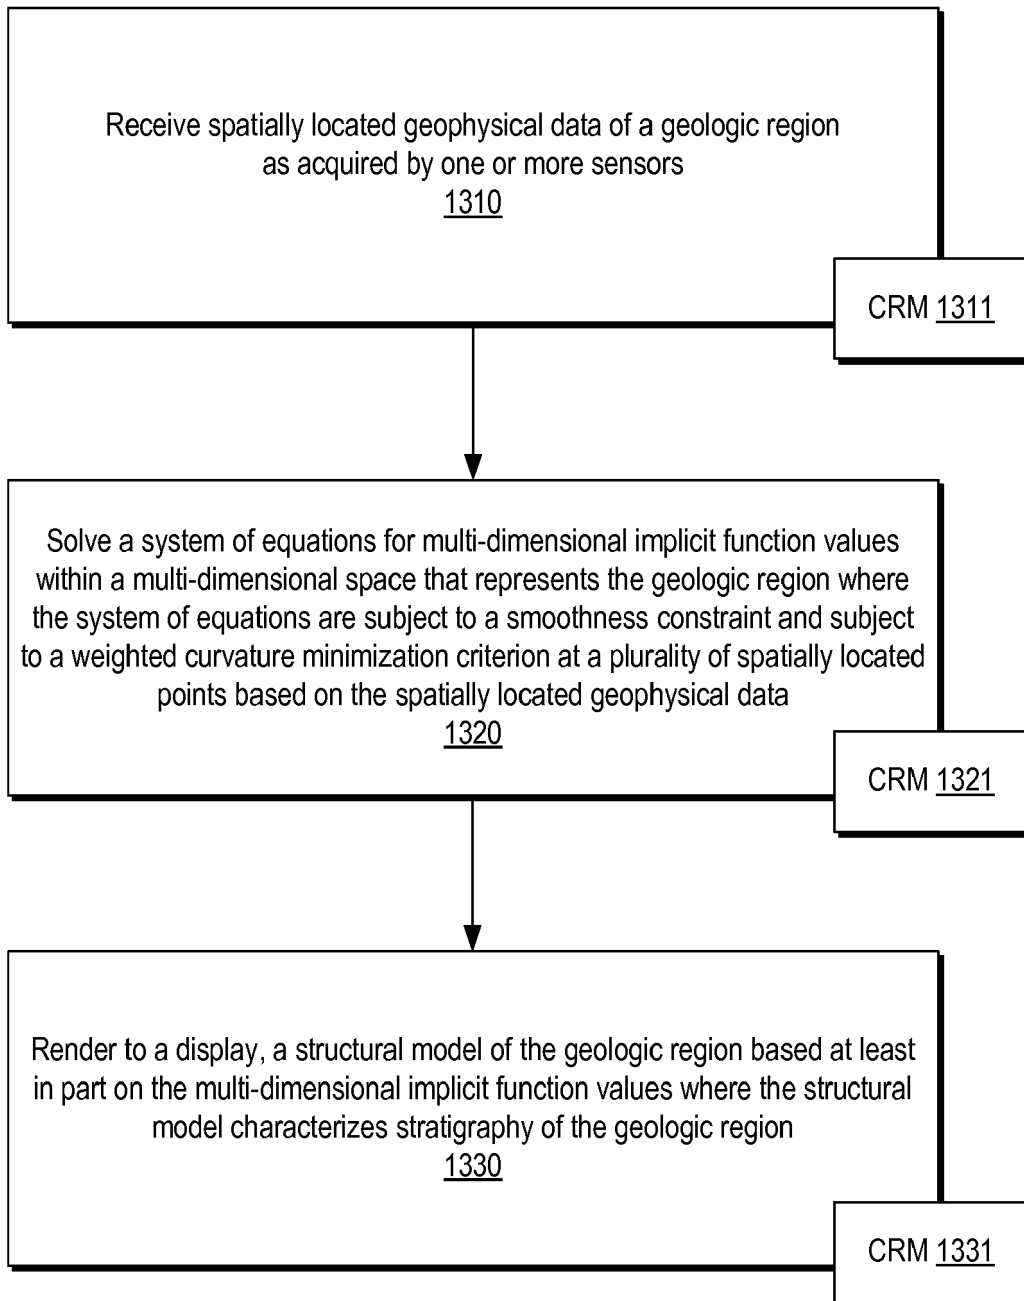 Receive spatially located geophysical data of a geologic region
as acquired by one or more sensors
1310
CRM 1311
Solve a system of equations for multi-dimensional implicit function values
within a multi-dimensional space that represents the geologic region where
the system of equations are subject to a smoothness constraint and subject
to a weighted curvature minimization criterion at a plurality of spatially located
points based on the spatially located geophysical data
1320
CRM 1321
Render to a display, a structural model of the geologic region based at least
in part on the multi-dimensional implicit function values where the structural
model characterizes stratigraphy of the geologic region
1330
CRM 1331